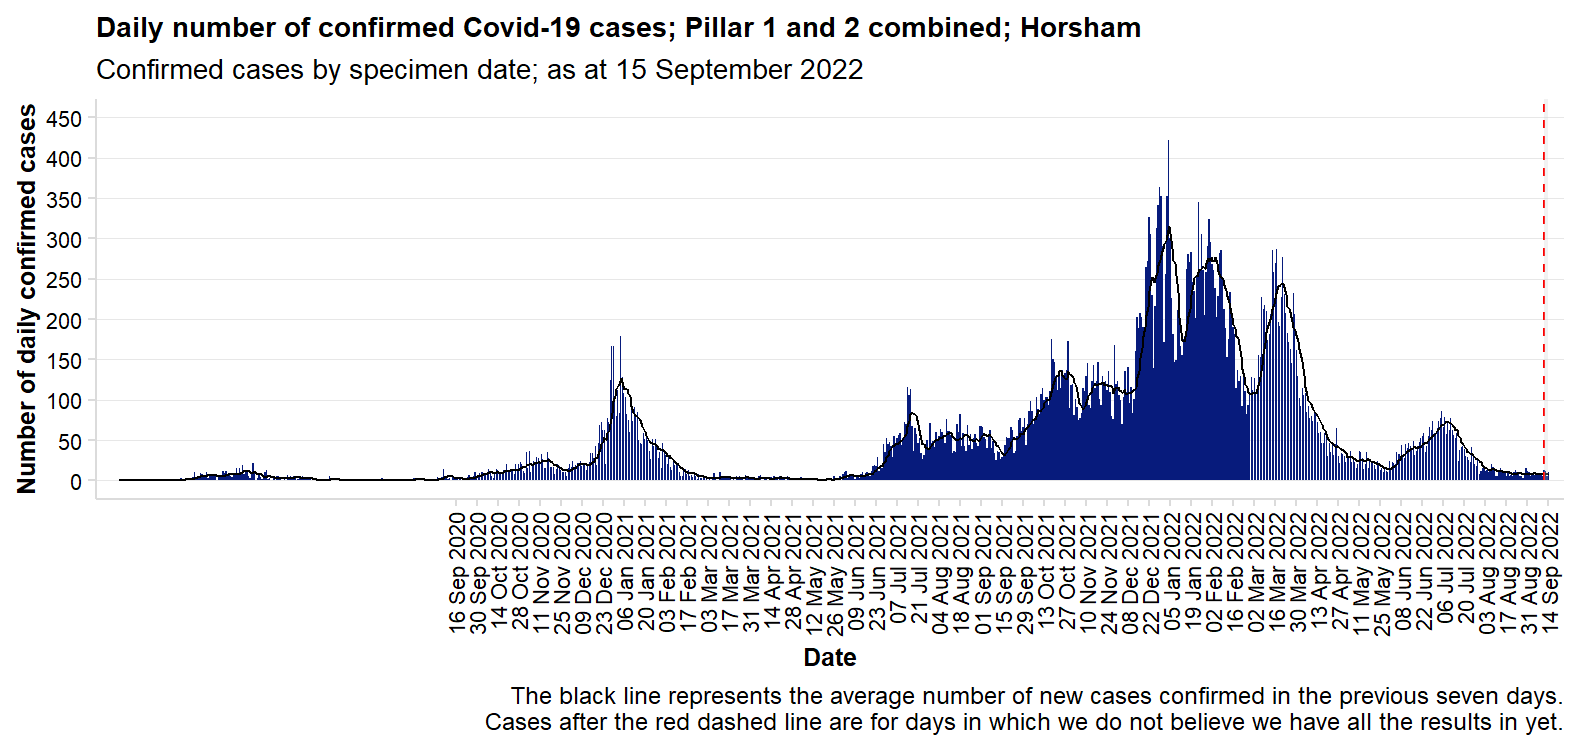 Daily number of confirmed Covid-19 cases; Pillar 1 and 2 combined; Horsham
Confirmed cases by specimen date; as at 15 September 2022
Number of daily confirmed cases
450
400
350
300
250
200
150
100
50
0
16 Sep 2020
30 Sep 2020
14 Oct 2020
28 Oct 2020
11 Nov 2020
25 Nov 2020
09 Dec 2020
23 Dec 2020
06 Jan 2021
20 Jan 2021
03 Feb 2021
17 Feb 2021
03 Mar 2021
17 Mar 2021
31 Mar 2021
14 Apr 2021
28 Apr 2021
12 May 2021
26 May 2021
09 Jun 2021
23 Jun 2021
07 Jul 2021
21 Jul 2021
04 Aug 2021
18 Aug 2021
01 Sep 2021
15 Sep 2021
29 Sep 2021
13 Oct 2021
27 Oct 2021
10 Nov 2021
24 Nov 2021
08 Dec 2021
22 Dec 2021
05 Jan 2022
19 Jan 2022
02 Feb 2022
16 Feb 2022
02 Mar 2022
16 Mar 2022
30 Mar 2022
13 Apr 2022
27 Apr 2022
11 May 2022
25 May 2022
08 Jun 2022
22 Jun 2022
06 Jul 2022
20 Jul 2022
03 Aug 2022
17 Aug 2022
31 Aug 2022
14 Sep 2022
Date
The black line represents the average number of new cases confirmed in the previous seven days.
Cases after the red dashed line are for days in which we do not believe we have all the results in yet.